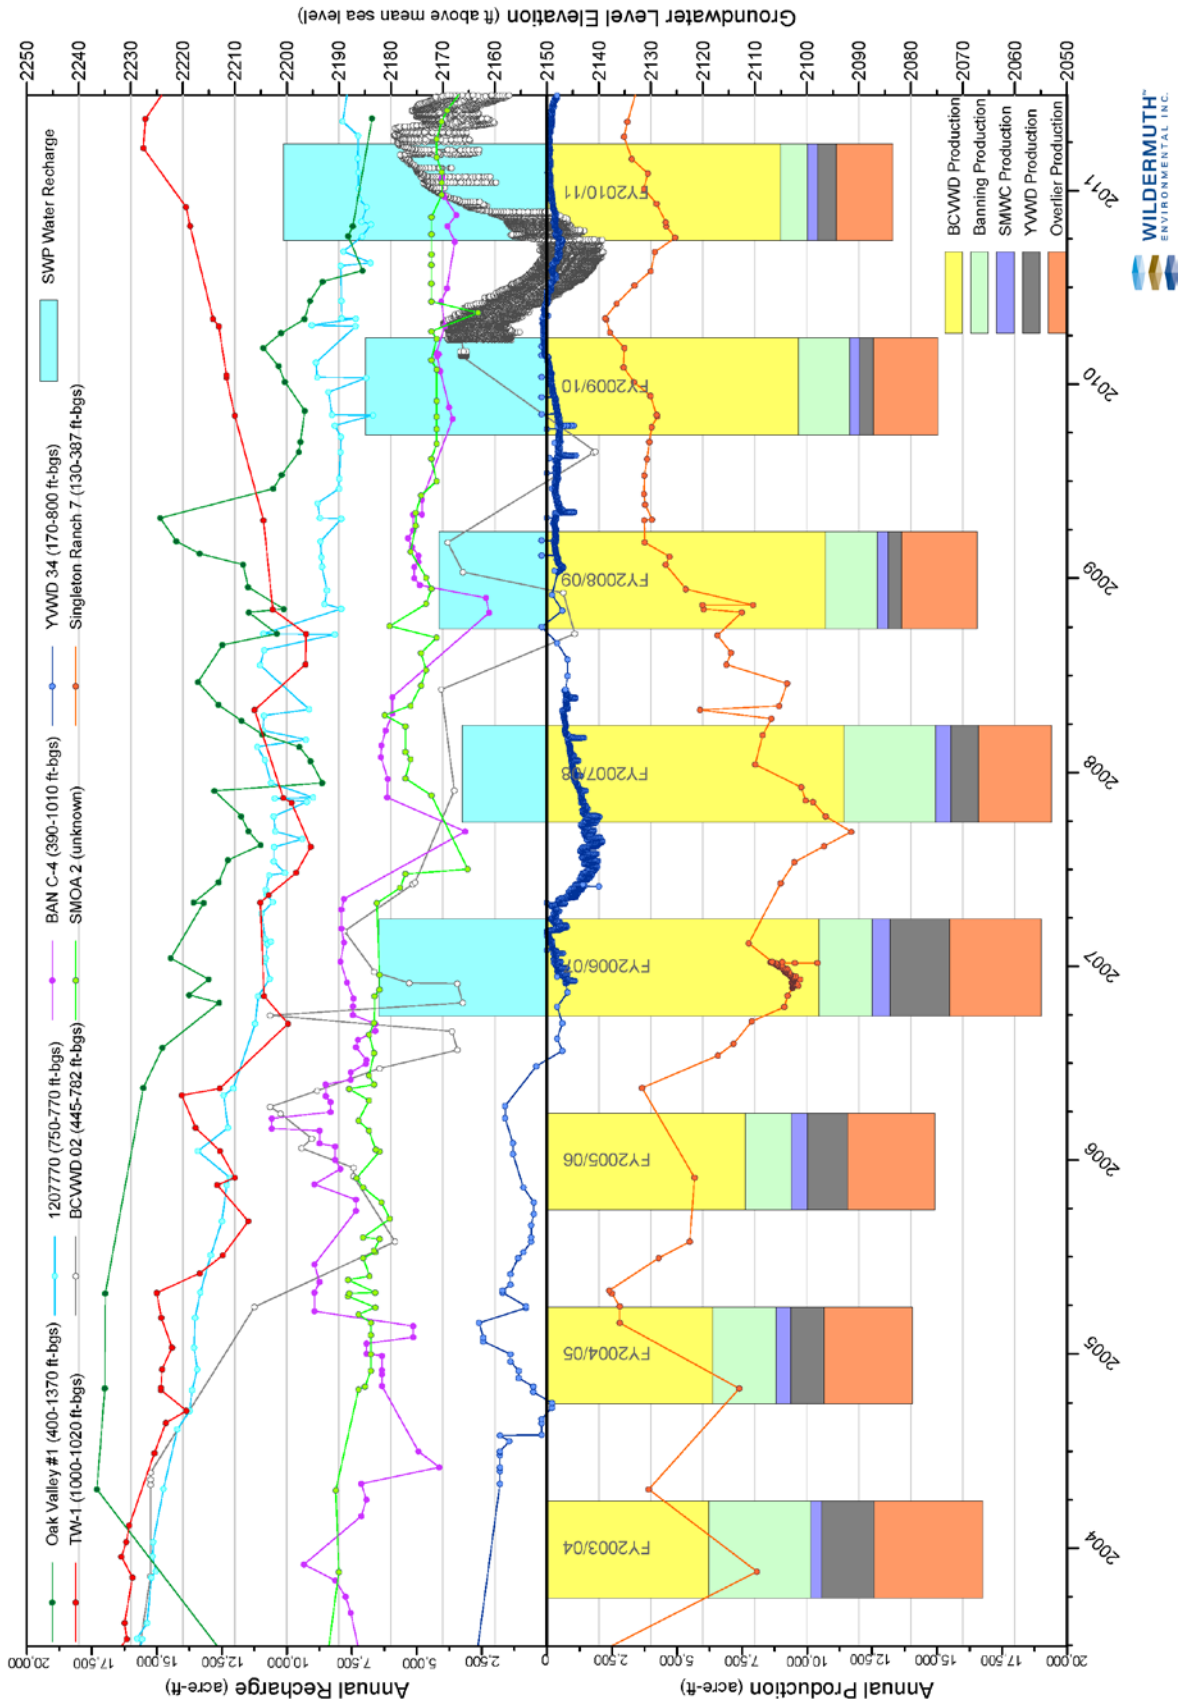 Oak Valley #1 (400-1370 ft-bgs)
TW-1 (1000-1020 ft-bgs)
1207770 (750-770 ft-bgs)
BCVWD 02 (445-782 ft-bgs)
BAN C-4 (390-1010 ft-bgs)
SMOA 2 (unknown)
YVWD 34 (170-800 ft-bgs)
Singleton Ranch 7 (130-387 ft-bgs)
SWP Water Recharge
Annual Recharge (acre-ft)
20,000
17,500
15,000
12,500
10,000
7,500
5,000
2,500
0
Annual Production (acre-ft)
2,500
5,000
7,500
10,000
12,500
15,000
17,500
20,000
Groundwater Level Elevation (ft above mean sea level)
2250
2230
2220
2210
2200
2190
2180
2170
2160
2150
2140
2130
2120
2110
2100
2090
2080
2070
2050
FY2003/04
FY2004/05
FY2005/06
FY2006/07
FY2007/08
FY2008/09
FY2009/10
FY2010/11
2004
2005
2006
2007
2008
2009
2010
2011
BCVWD Production
Banning Production
SMWC Production
YVWD Production
Overlier Production
WILDERMUTH™
ENVIRONMENTAL INC.